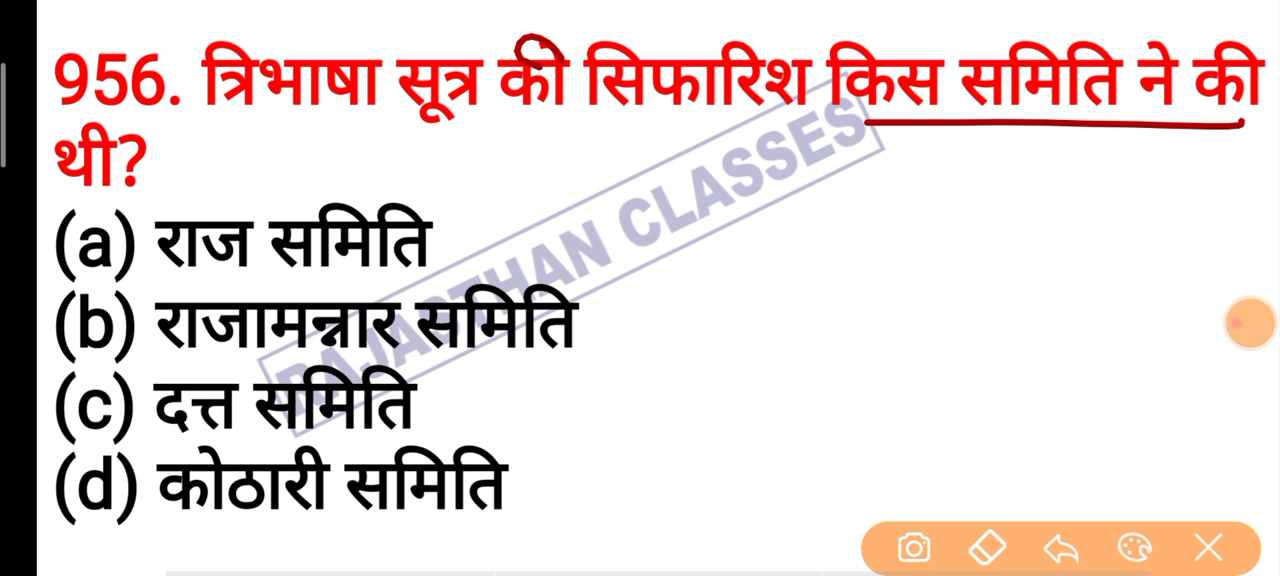 956. त्रिभाषा सूत्र की सिफारिश किस समिति ने की
थी?
(a) राज समिति
(b) राजामन्नार समिति
(c) दत्त समिति
(d) कोठारी समिति
RAJASTHAN CLASSES